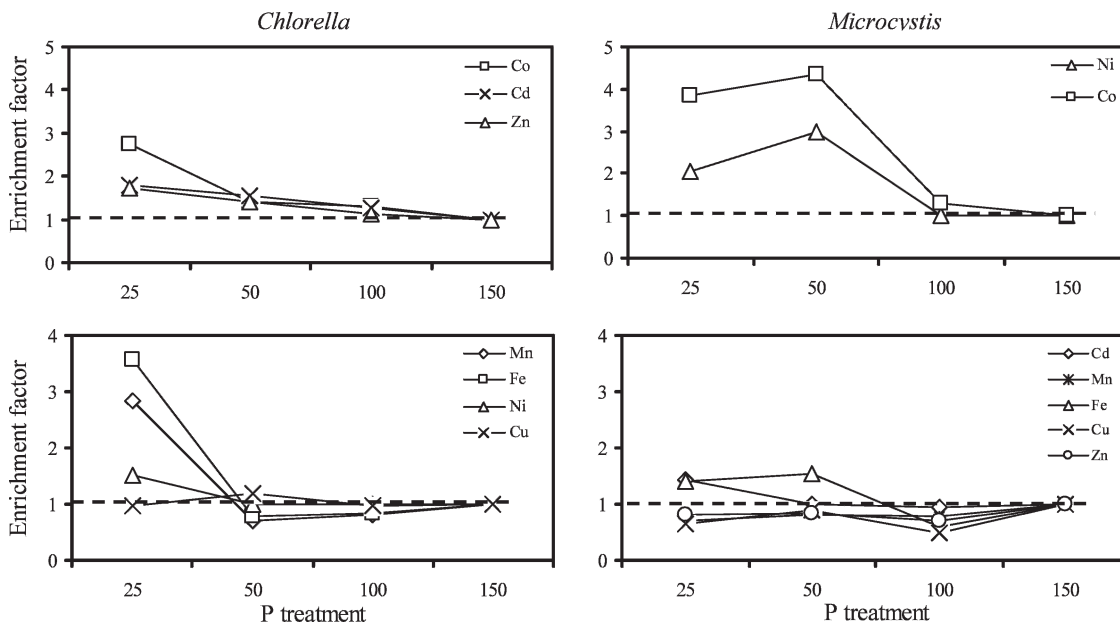 Chlorella
Enrichment factor
5
4
3
2
1
0
Co
Cd
Zn
25 50 100 150
Microcystis
5
4
3
2
1
0
Ni
Co
25 50 100 150
Enrichment factor
4
3
2
1
0
Mn
Fe
Ni
Cu
25 50 100 150
P treatment
4
3
2
1
0
Cd
Mn
Fe
Cu
Zn
25 50 100 150
P treatment